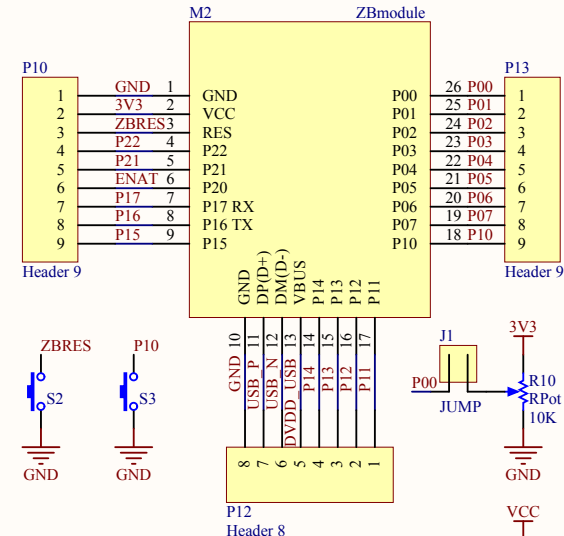 M2 ZBmodule
P10 P13
GND 1 GND P00 26 P00
1 1
3V3 2 VCC P01 25 P01
2 2
ZBRES 3 RES P02 24 P02
3 3
P22 4 P22 P03 23 P03
4 4
P21 5 P21 P04 22 P04
5 5
ENAT 6 P20 P05 21 P05
6 6
P17 7 P17 RX P06 20 P06
7 7
P16 8 P16 TX P07 19 P07
8 8
P15 9 P15 P10 18 P10
9 9
Header 9 Header 9
GND DP(D+) DM(D-) VBUS P14 P13 P12 P11
10 11 12 13 14 15 16 17
GND USB_P USB_N DVDD_USB P14 P13 P12 P11
8 7 6 5 4 3 2 1
P12
Header 8
ZBRES P10
S2 S3
GND GND
J1 3V3
P00 R10
JUMP RPot
10K
GND
VCC